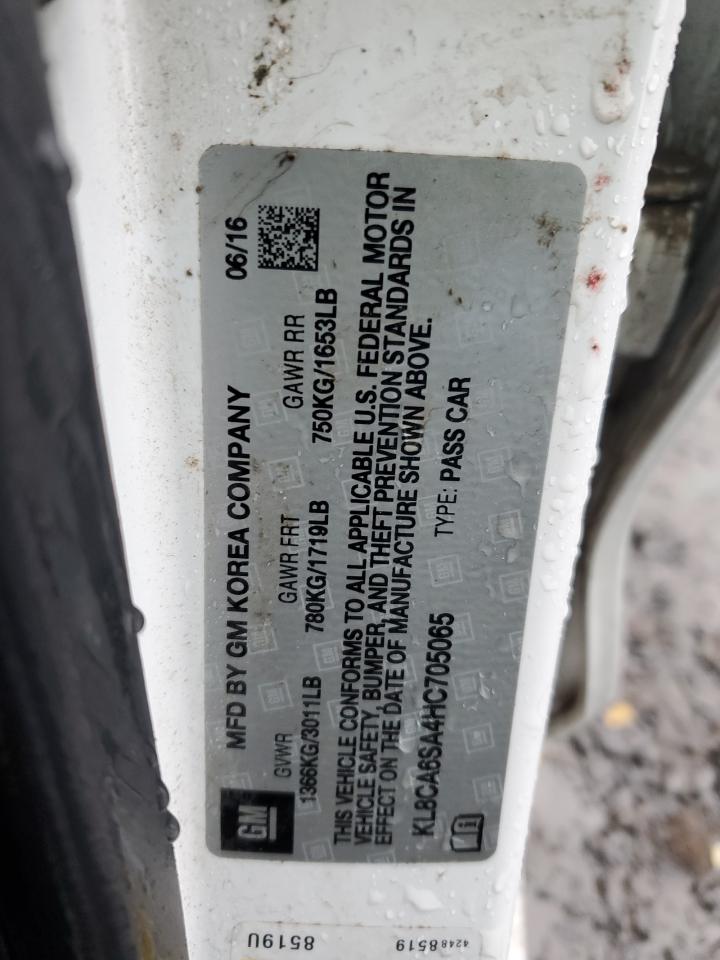 GM
MFD BY GM KOREA COMPANY 06/16
GVWR GAWR FRT GAWR RR
1366KG/3011LB 780KG/1719LB 750KG/1653LB
THIS VEHICLE CONFORMS TO ALL APPLICABLE U.S. FEDERAL MOTOR
VEHICLE SAFETY, BUMPER, AND THEFT PREVENTION STANDARDS IN
EFFECT ON THE DATE OF MANUFACTURE SHOWN ABOVE.
KL8CA6SA4HC705065 TYPE: PASS CAR
42488519
8519U